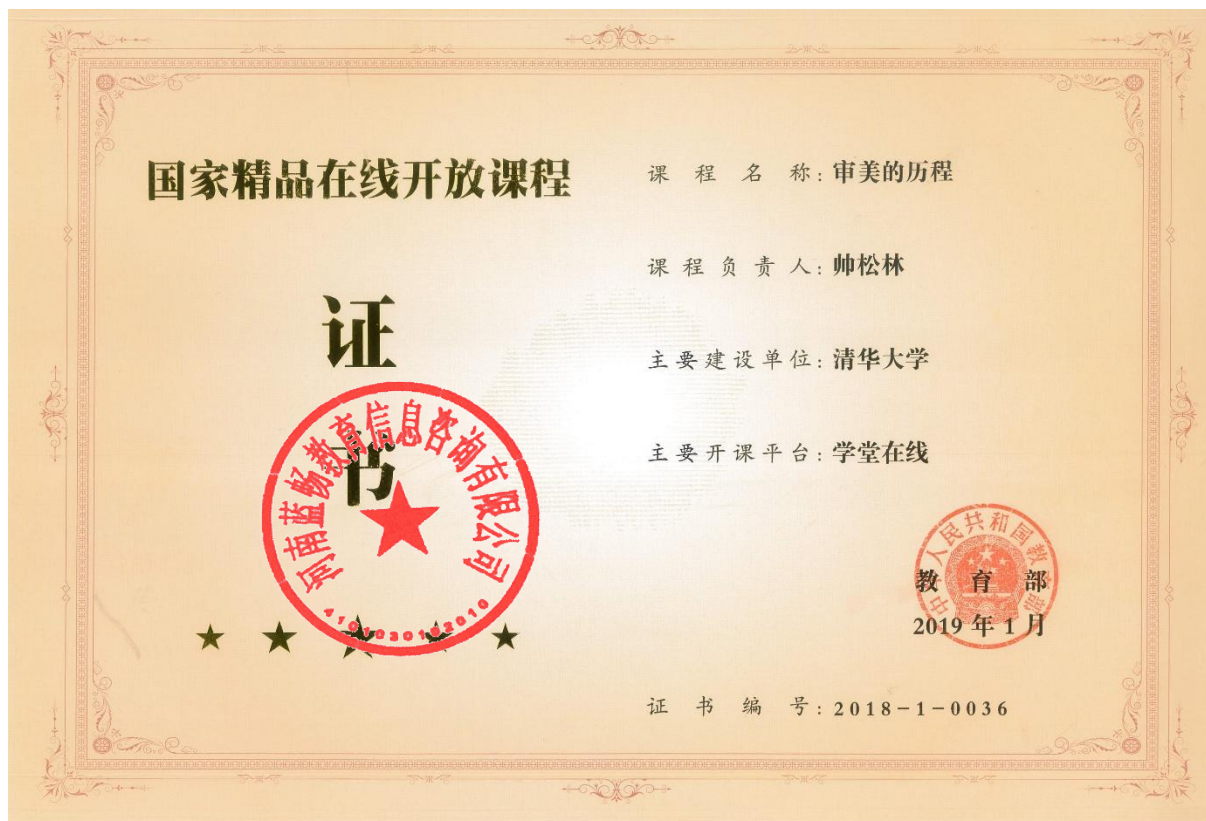 国家精品在线开放课程
证
书
河南蓝畅教育信息咨询有限公司
课程名称:审美的历程
课程负责人:帅松林
主要建设单位:清华大学
主要开课平台:学堂在线
中华人民共和国教育部
教育部
2019年1月
证书编号:2018-1-0036